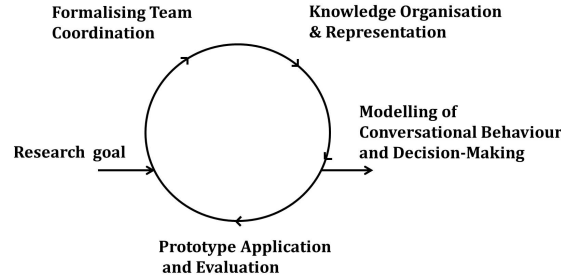 Formalising Team
Coordination
Knowledge Organisation
& Representation
Modelling of
Conversational Behaviour
and Decision-Making
Research goal
Prototype Application
and Evaluation